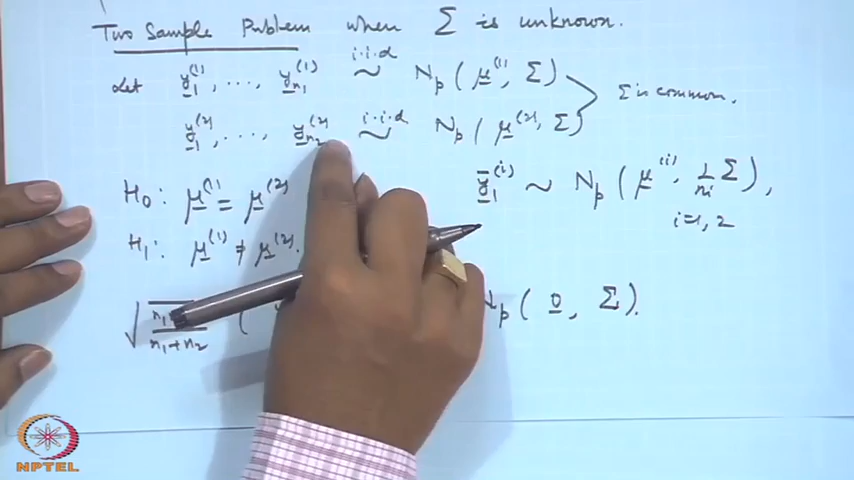 Two Sample Problem when Σ is unknown.
Let y₁⁽¹⁾, ..., yₙ₁⁽¹⁾ i.i.d ~ Nₚ(μ⁽¹⁾, Σ)
y₁⁽²⁾, ..., yₙ₂⁽²⁾ i.i.d ~ Nₚ(μ⁽²⁾, Σ)
Σ is common.
H₀: μ⁽¹⁾ = μ⁽²⁾
ȳ₁⁽ⁱ⁾ ~ Nₚ(μ⁽ⁱ⁾, 1/nᵢ Σ),
i=1, 2
H₁: μ⁽¹⁾ ≠ μ⁽²⁾.
n₁+n₂ ( Nₚ(0, Σ).
NPTEL